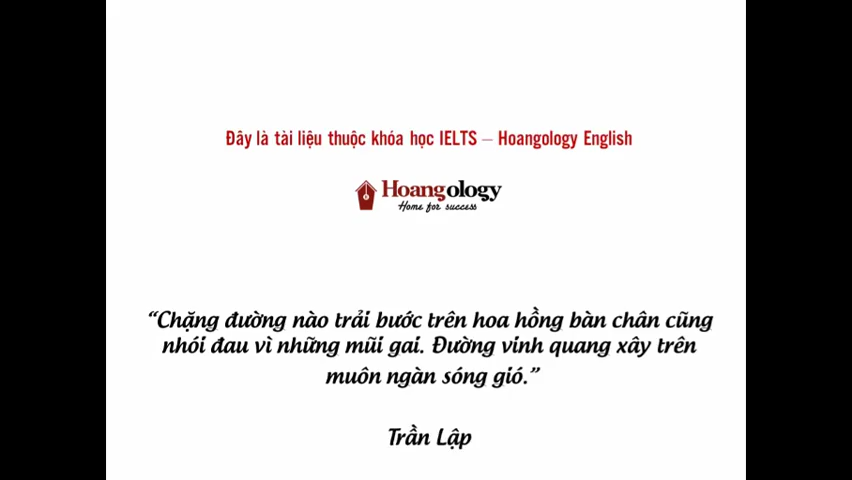 Đây là tài liệu thuộc khóa học IELTS – Hoangology English
Hoangology
Home for success
“Chặng đường nào trải bước trên hoa hồng bàn chân cũng
nhói đau vì những mũi gai. Đường vinh quang xây trên
muôn ngàn sóng gió.”
Trần Lập